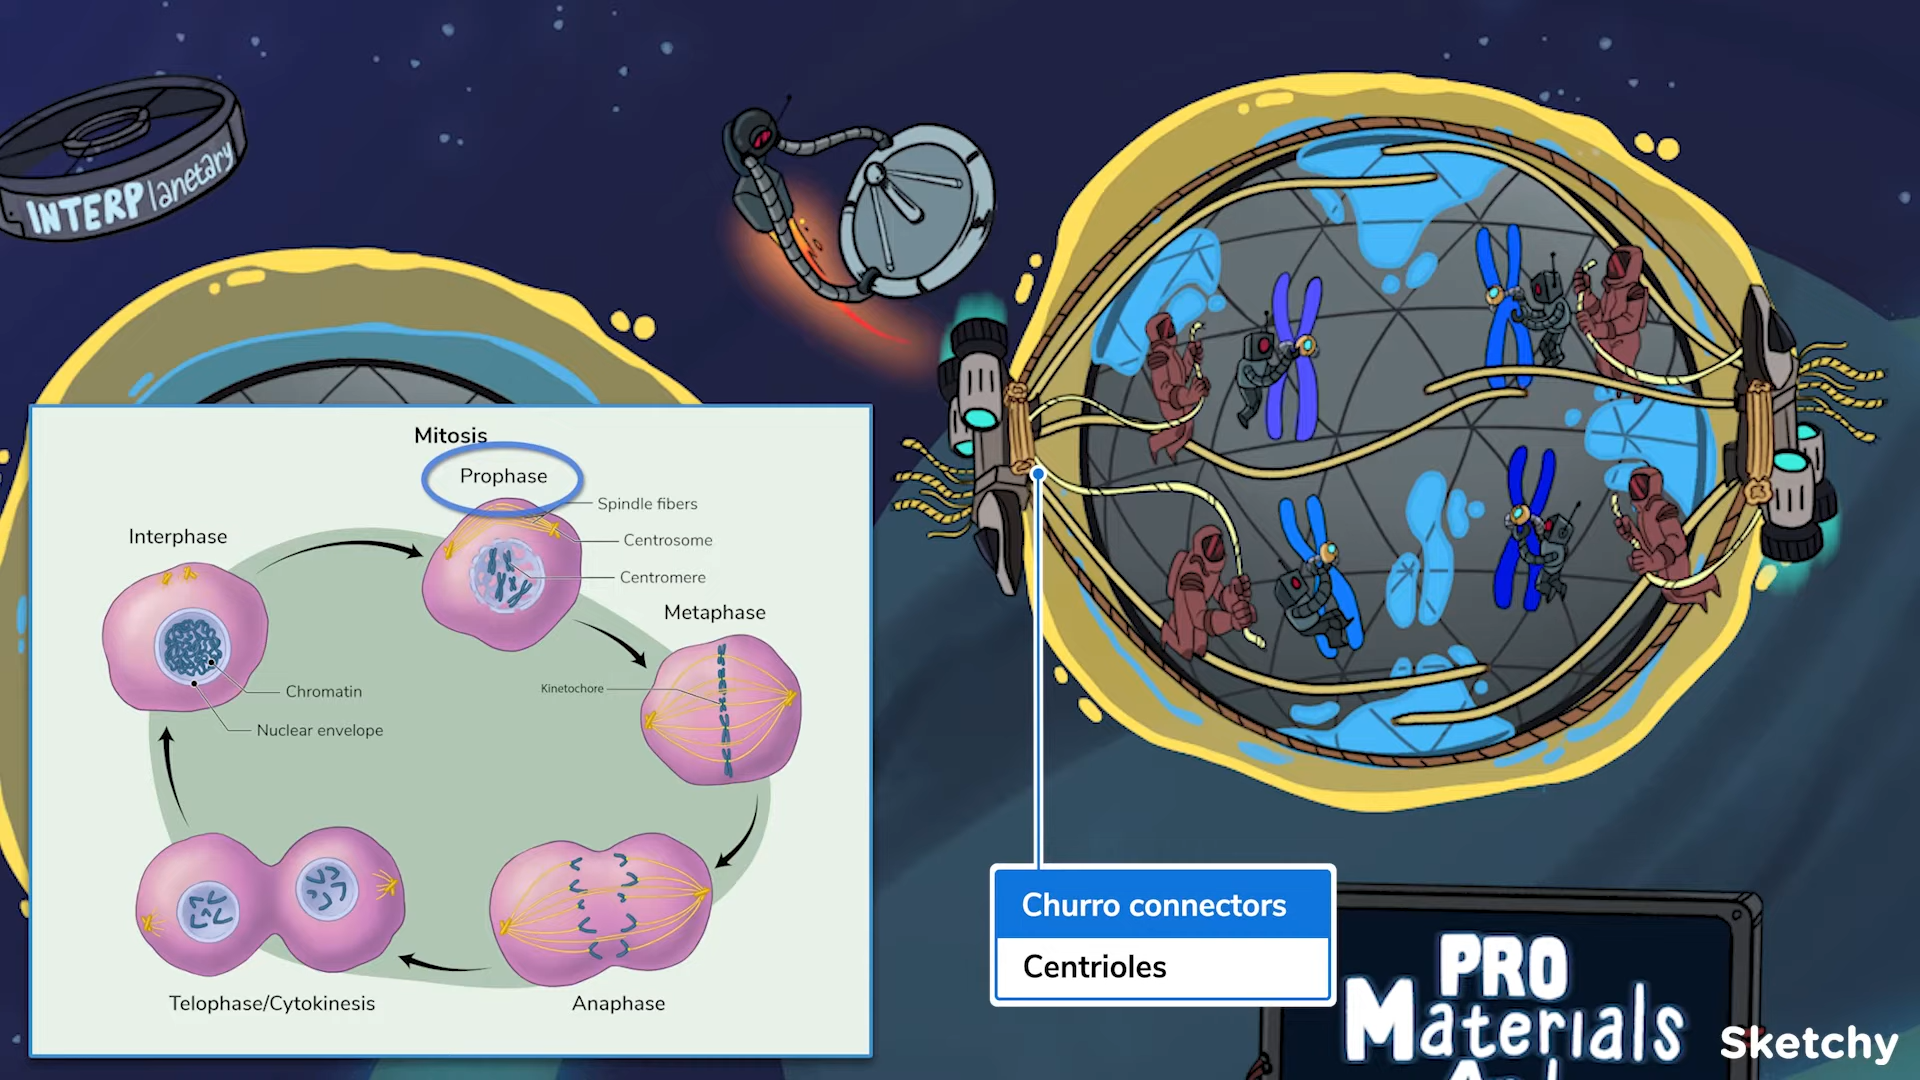 INTERPlanetary
Mitosis
Prophase
Spindle fibers
Interphase
Centrosome
Centromere
Metaphase
Kinetochore
Chromatin
Nuclear envelope
Telophase/Cytokinesis
Anaphase
Churro connectors
Centrioles
PRO
Materials
And
Sketchy